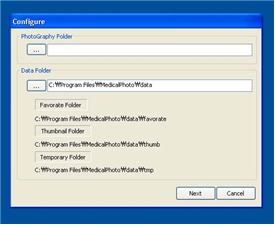 Configure
PhotoGraphy Folder
...
Data Folder
... C:₩Program Files₩MedicalPhoto₩data
Favorate Folder
C:₩Program Files₩MedicalPhoto₩data₩favorate
Thumbnail Folder
C:₩Program Files₩MedicalPhoto₩data₩thumb
Temporary Folder
C:₩Program Files₩MedicalPhoto₩data₩tmp
Next Cancel